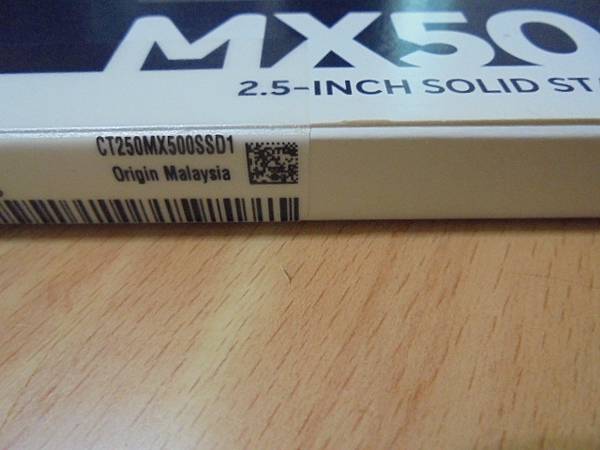 MX50
2.5-INCH SOLID ST
CT250MX500SSD1
Origin Malaysia